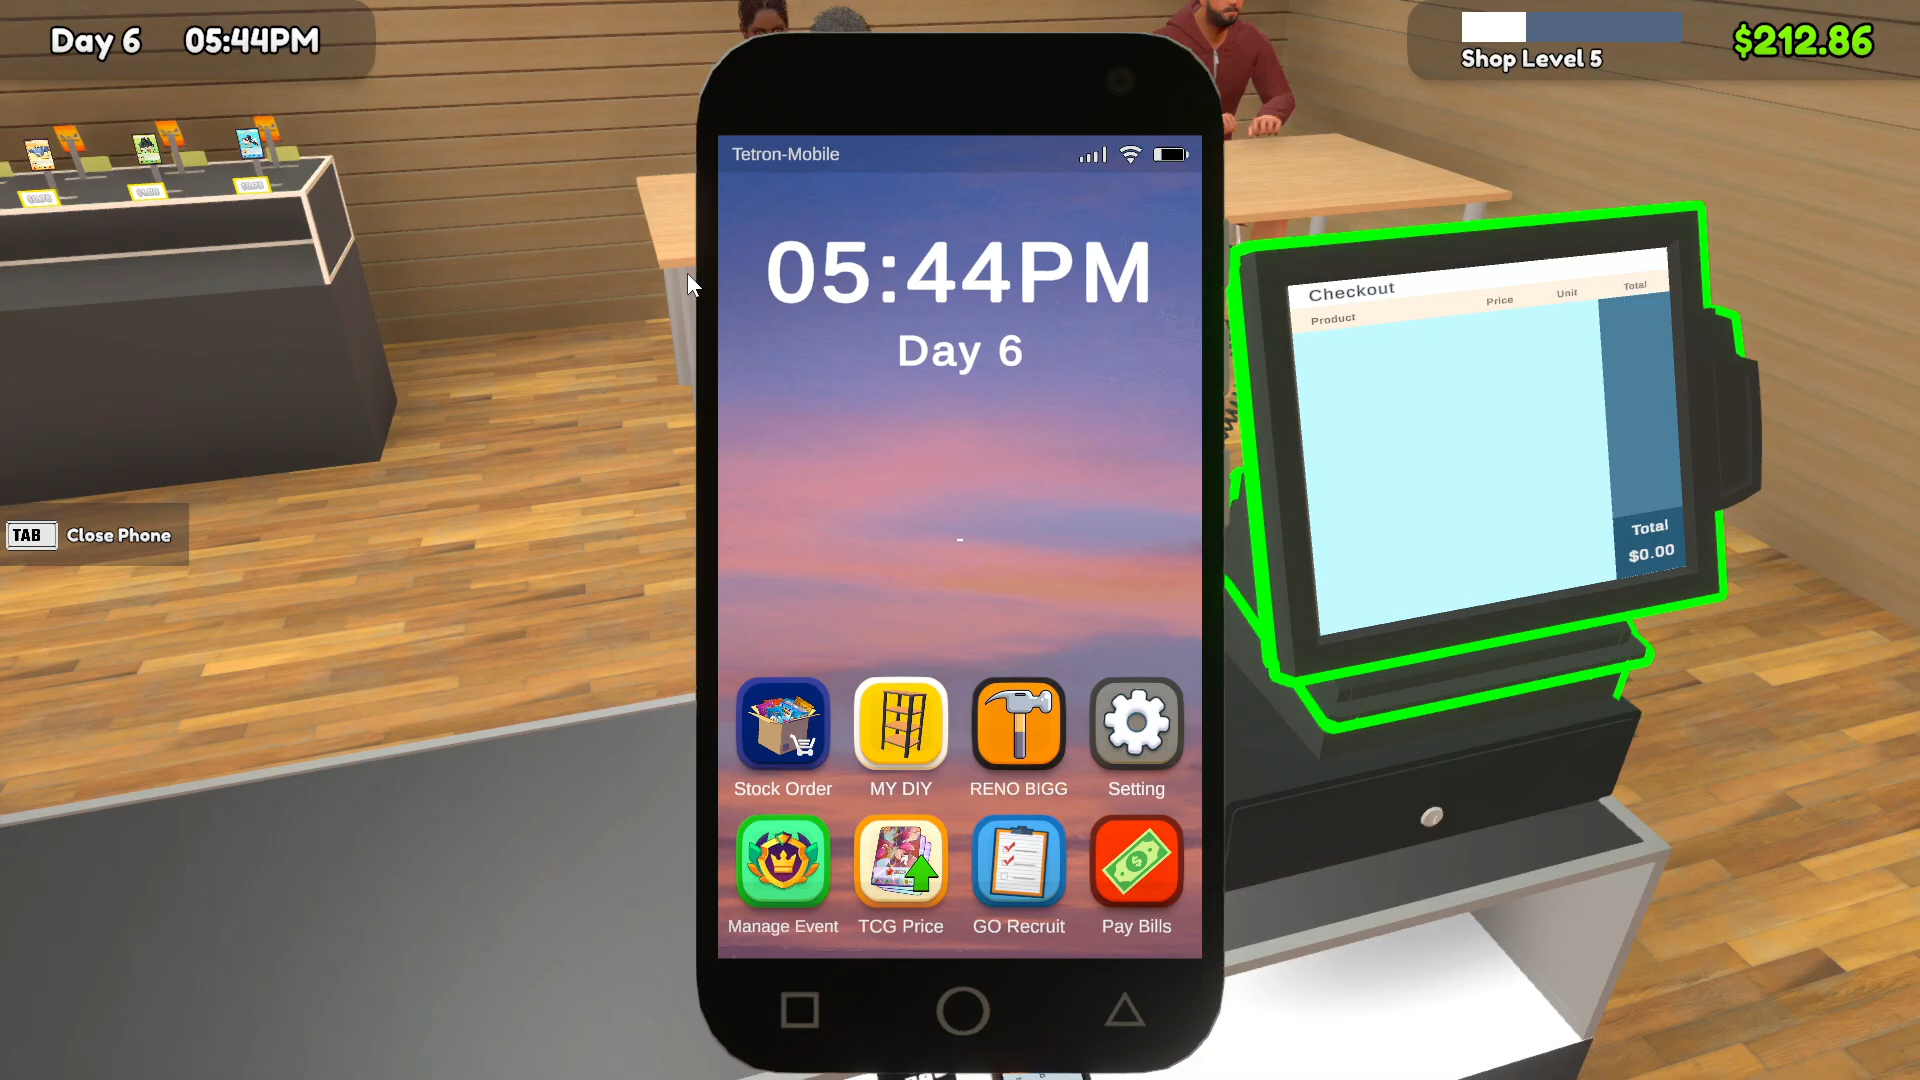 Day 6 05:44PM
Shop Level 5
$212.86
Tetron-Mobile
05:44PM
Day 6
TAB Close Phone
Checkout
Product Price Unit Total
Total
$0.00
Stock Order MY DIY RENO BIGG Setting
Manage Event TCG Price GO Recruit Pay Bills